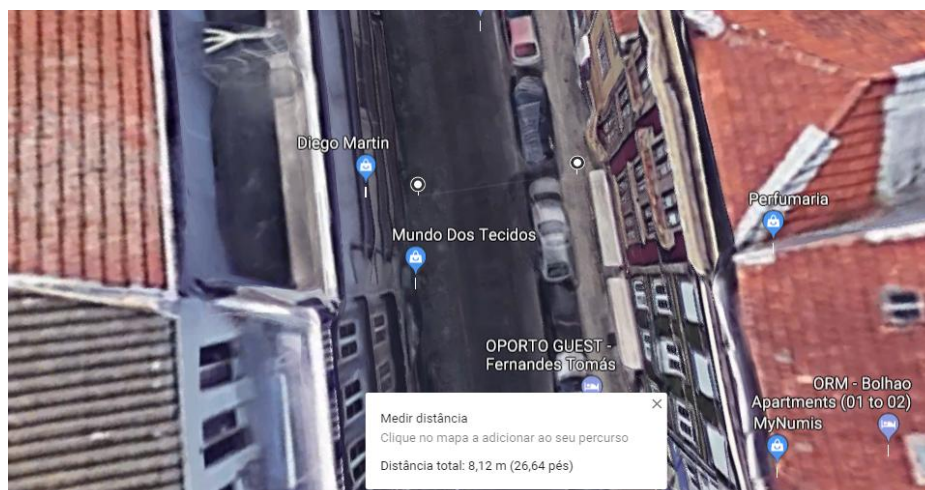 Diego Martin
Perfumaria
Mundo Dos Tecidos
OPORTO GUEST -
Fernandes Tomás
ORM - Bolhao
Apartments (01 to 02)
MyNumis
Medir distância
Clique no mapa a adicionar ao seu percurso
Distância total: 8,12 m (26,64 pés)